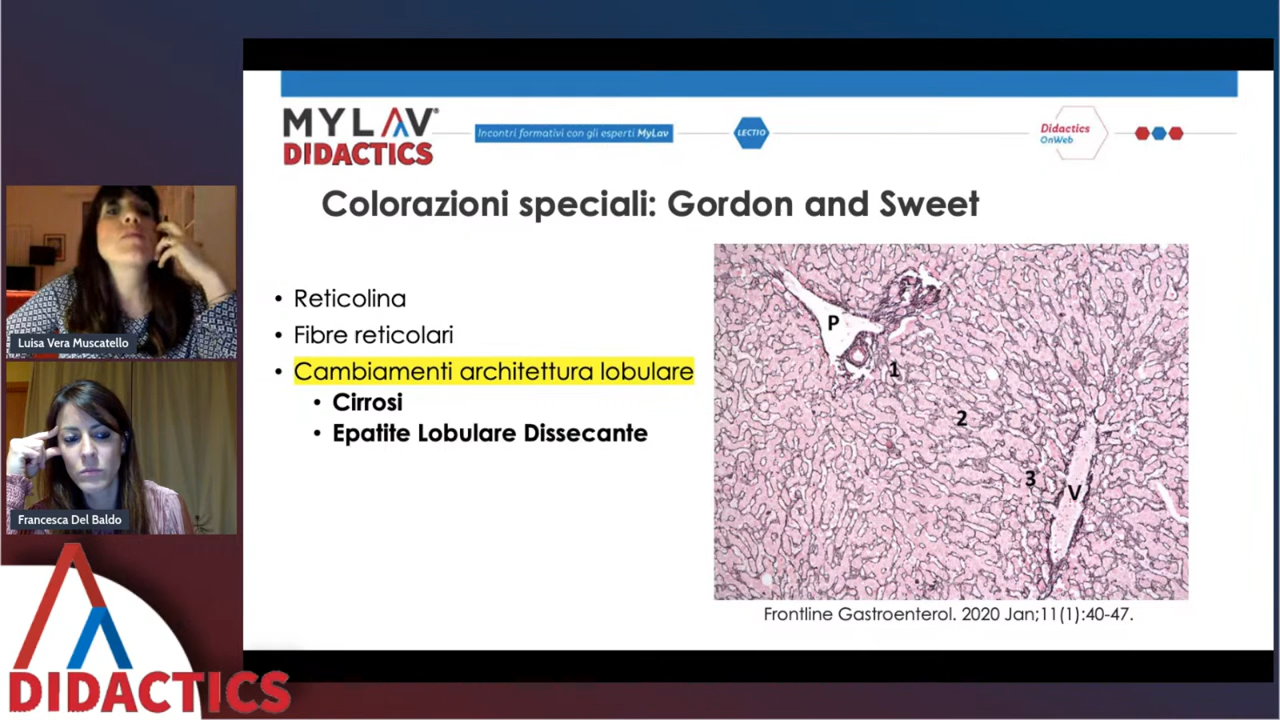 MYLAV®
DIDACTICS
Incontri formativi con gli esperti MyLav
LECTIO
Didactics
OnWeb
Colorazioni speciali: Gordon and Sweet
• Reticolina
• Fibre reticolari
• Cambiamenti architettura lobulare
• Cirrosi
• Epatite Lobulare Dissecante
P
1
2
3
V
Frontline Gastroenterol. 2020 Jan;11(1):40-47.
Luisa Vera Muscatello
Francesca Del Baldo
DIDACTICS